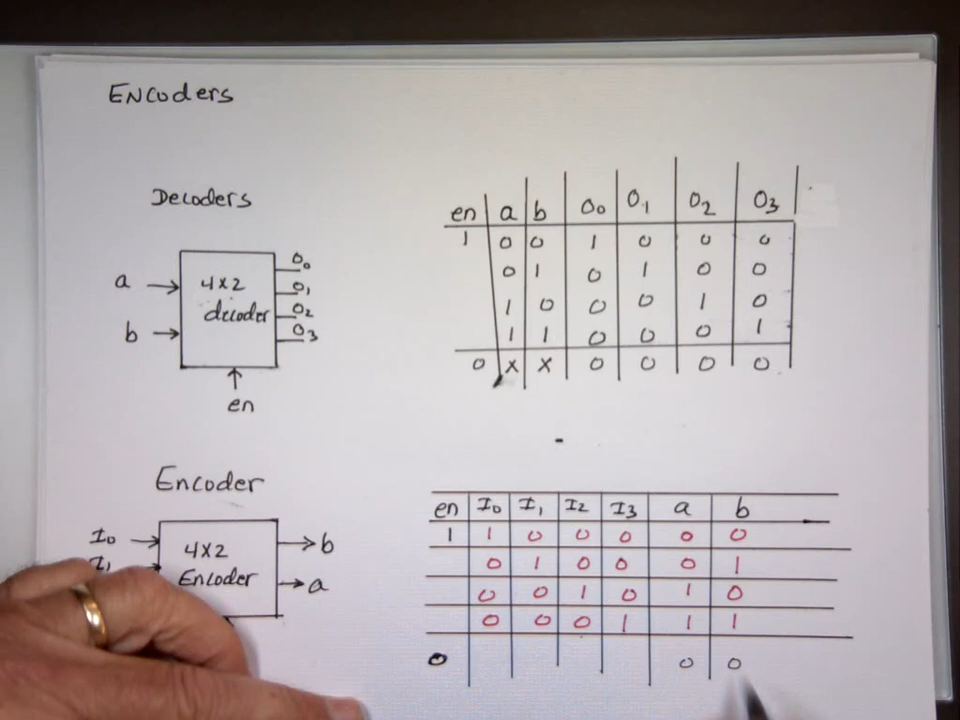 ENCODERS
Decoders
a
b
4X2
decoder
O0
O1
O2
O3
en
en a b O0 O1 O2 O3
1 0 0 1 0 0 0
0 1 0 1 0 0
1 0 0 0 1 0
1 1 0 0 0 1
0 X X 0 0 0 0
Encoder
I0
I1
4X2
Encoder
b
a
en I0 I1 I2 I3 a b
1 1 0 0 0 0 0
0 1 0 0 0 1
0 0 1 0 1 0
0 0 0 1 1 1
0 0 0